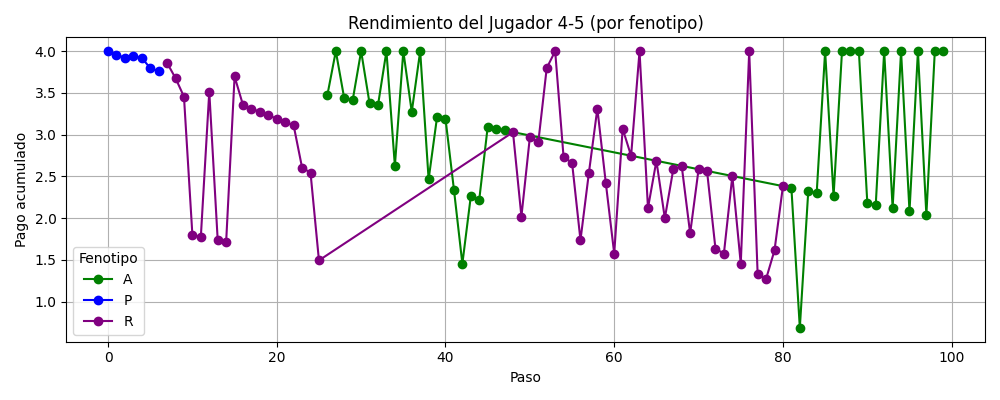 Rendimiento del Jugador 4-5 (por fenotipo)
Pago acumulado
4.0
3.5
3.0
2.5
2.0
1.5
1.0
Fenotipo
A
P
R
0
20
40
60
80
100
Paso